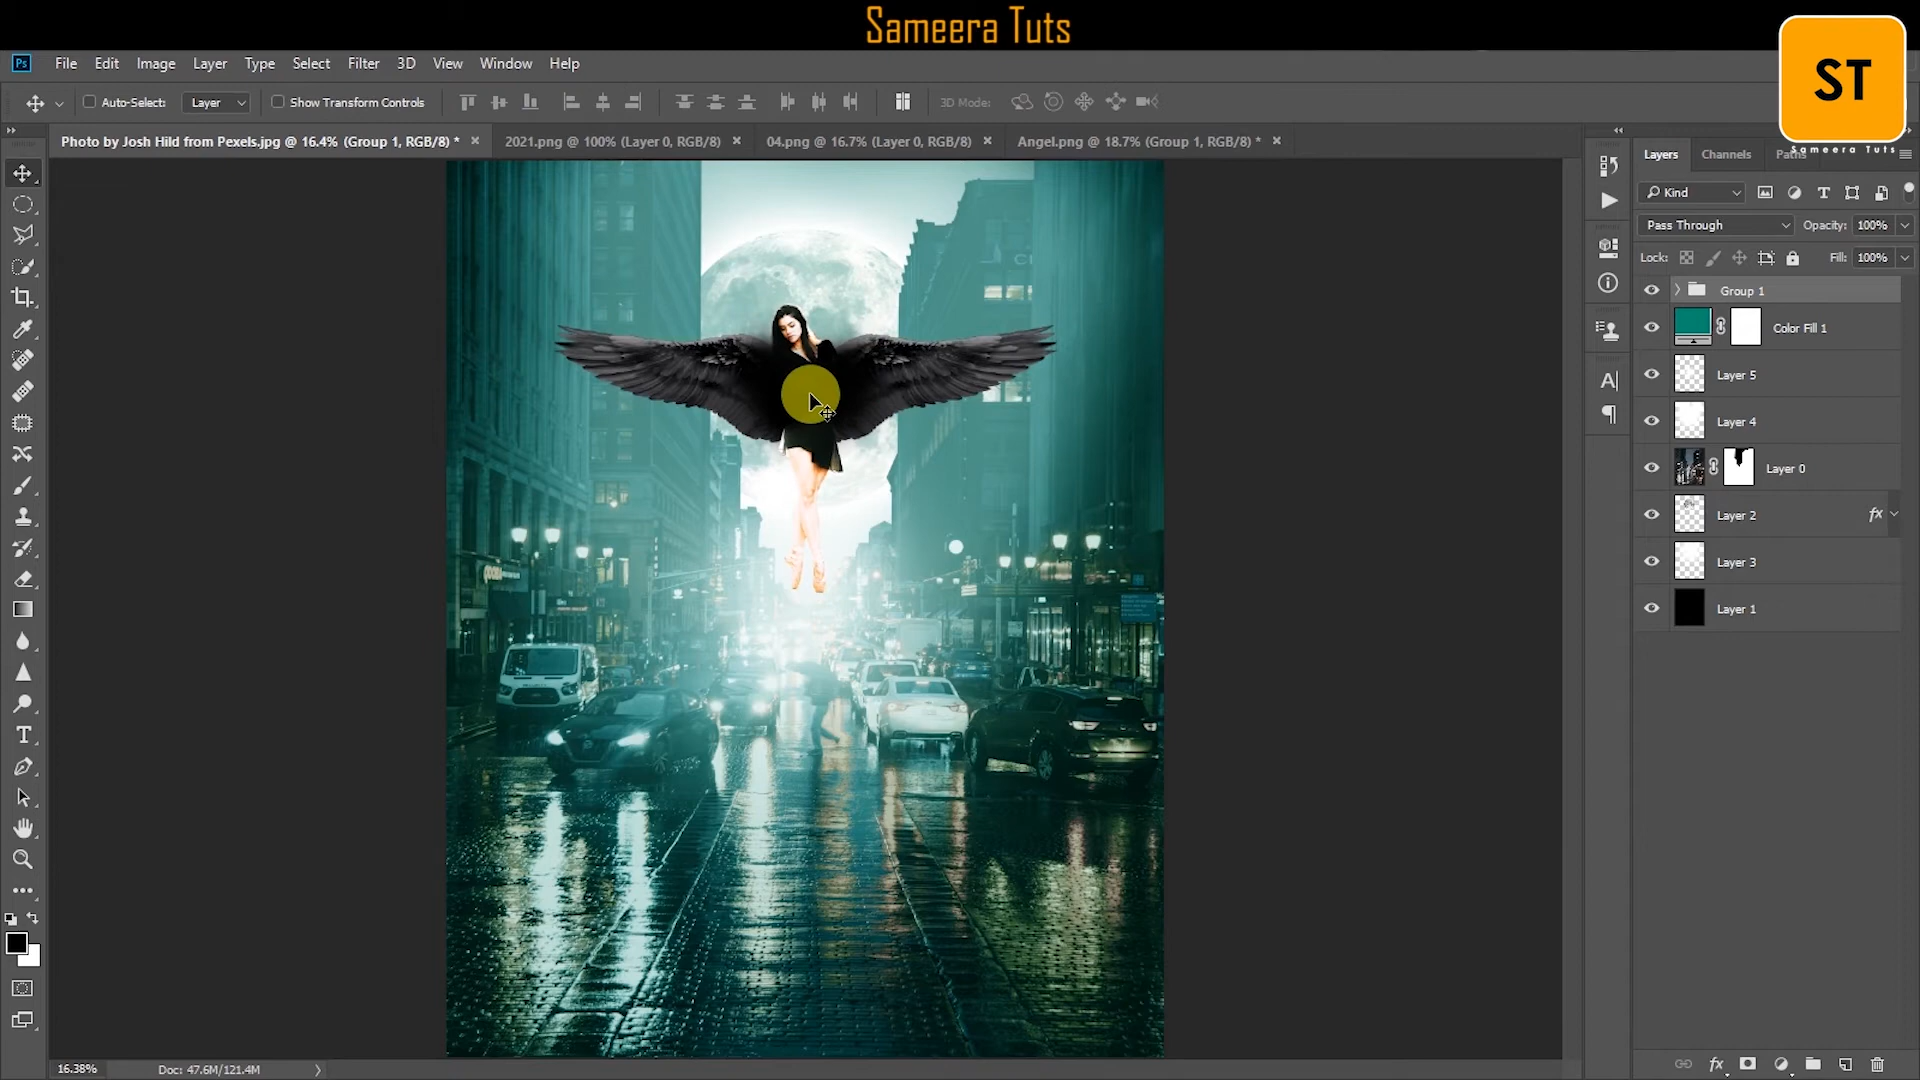 Sameera Tuts
ST
Sameera Tuts
Ps File Edit Image Layer Type Select Filter 3D View Window Help
Auto-Select: Layer Show Transform Controls 3D Mode:
Photo by Josh Hild from Pexels.jpg @ 16.4% (Group 1, RGB/8) * × 2021.png @ 100% (Layer 0, RGB/8) × 04.png @ 16.7% (Layer 0, RGB/8) × Angel.png @ 18.7% (Group 1, RGB/8) * ×
Layers Channels Paths
Kind
Pass Through Opacity: 100%
Lock: Fill: 100%
Group 1
Color Fill 1
Layer 5
Layer 4
Layer 0
Layer 2 fx
Layer 3
Layer 1
16.38% Doc: 47.6M/121.4M